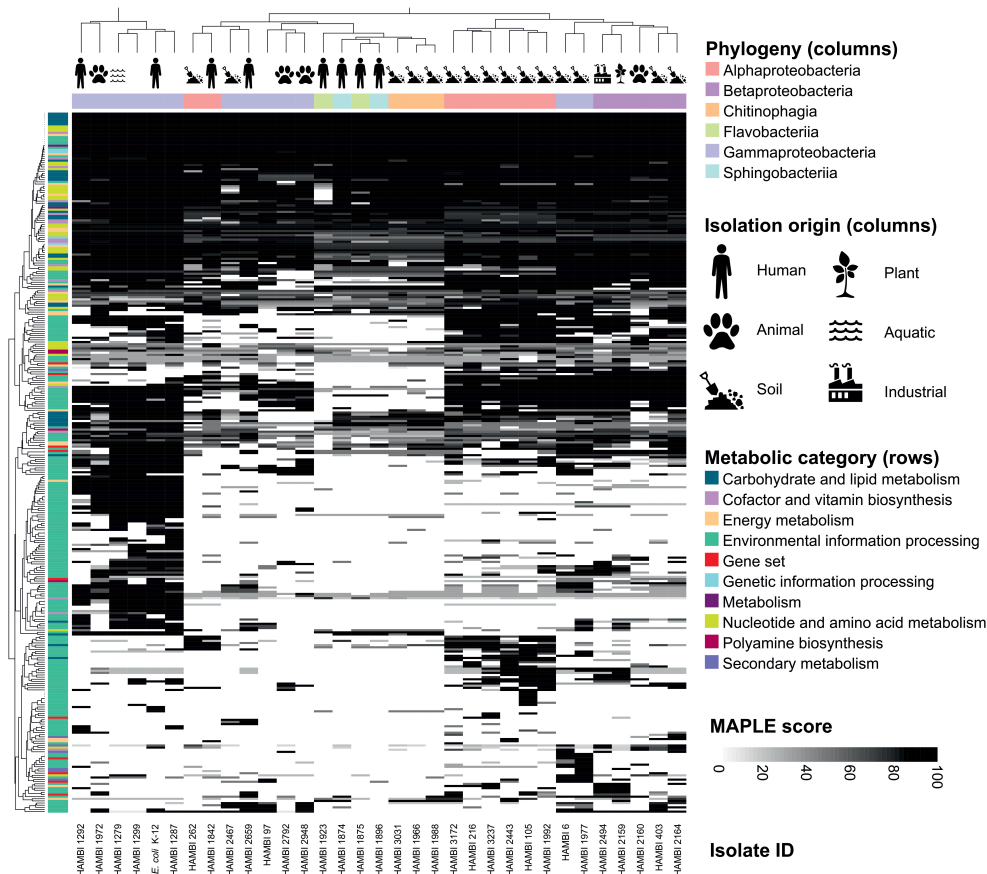 Phylogeny (columns)
Alphaproteobacteria
Betaproteobacteria
Chitinophagia
Flavobacteriia
Gammaproteobacteria
Sphingobacteriia
Isolation origin (columns)
Human
Plant
Animal
Aquatic
Soil
Industrial
Metabolic category (rows)
Carbohydrate and lipid metabolism
Cofactor and vitamin biosynthesis
Energy metabolism
Environmental information processing
Gene set
Genetic information processing
Metabolism
Nucleotide and amino acid metabolism
Polyamine biosynthesis
Secondary metabolism
MAPLE score
0
20
40
60
80
100
Isolate ID
HAMBI 1292
HAMBI 1972
HAMBI 1279
HAMBI 1299
E. coli K-12
HAMBI 1287
HAMBI 262
HAMBI 1842
HAMBI 2467
HAMBI 2659
HAMBI 97
HAMBI 2792
HAMBI 2948
HAMBI 1923
HAMBI 1874
HAMBI 1875
HAMBI 1896
HAMBI 3031
HAMBI 1966
HAMBI 1988
HAMBI 3172
HAMBI 216
HAMBI 3237
HAMBI 2443
HAMBI 105
HAMBI 1992
HAMBI 6
HAMBI 1977
HAMBI 2494
HAMBI 2159
HAMBI 2160
HAMBI 403
HAMBI 2164